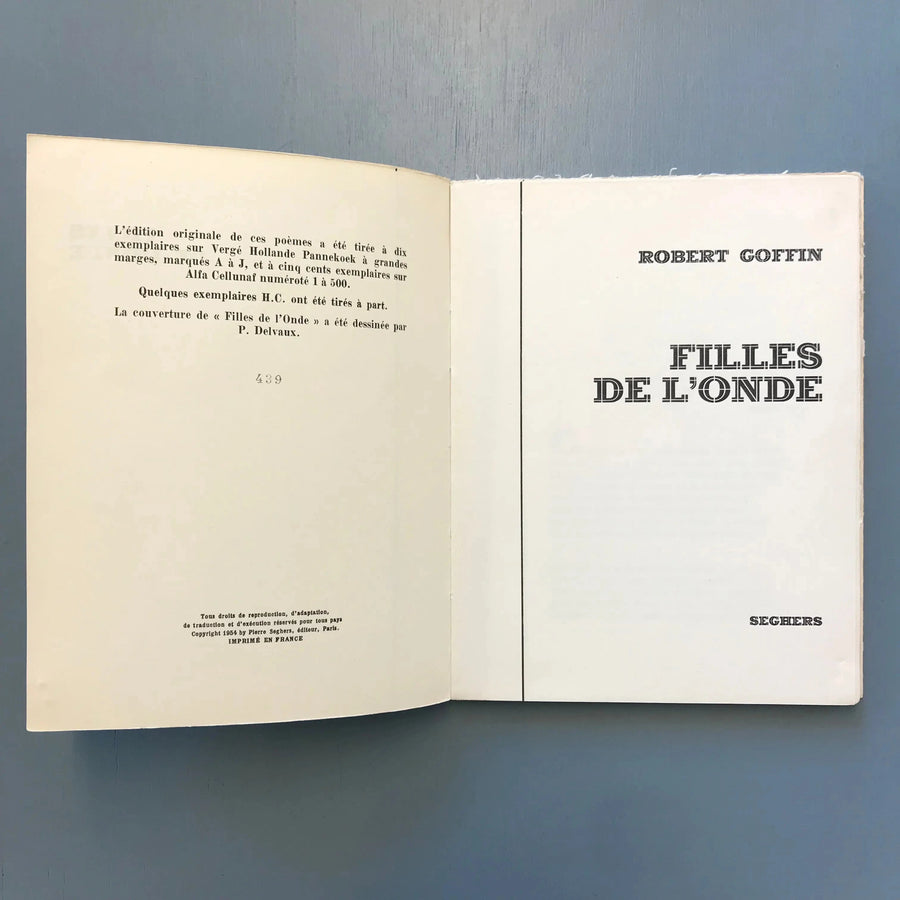 L'édition originale de ces poèmes a été tirée à dix
exemplaires sur Vergé Hollande Pannekoek à grandes
marges, marqués A à J, et à cinq cents exemplaires sur
Alfa Cellunaf numéroté 1 à 500.
Quelques exemplaires H.C. ont été tirés à part.
La couverture de « Filles de l'Onde » a été dessinée par
P. Delvaux.
439
Tous droits de reproduction, d'adaptation,
de traduction et d'exécution réservés pour tous pays
Copyright 1954 by Pierre Seghers, éditeur, Paris.
IMPRIMÉ EN FRANCE
ROBERT GOFFIN
FILLES
DE L'ONDE
SEGHERS